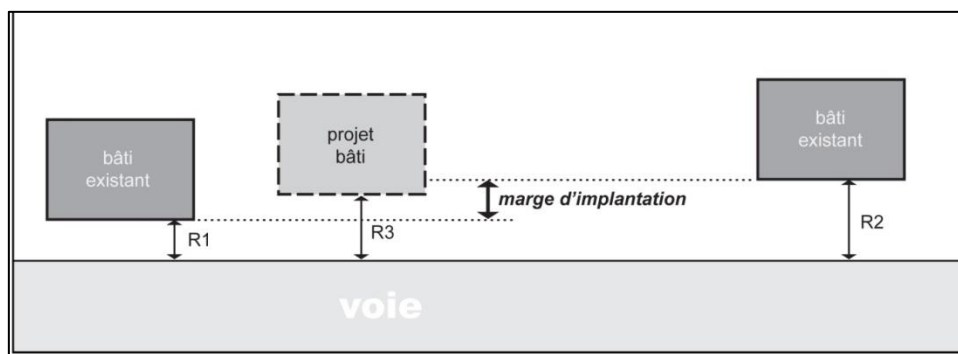 bâti
existant
projet
bâti
bâti
existant
marge d'implantation
R1
R3
R2
voie